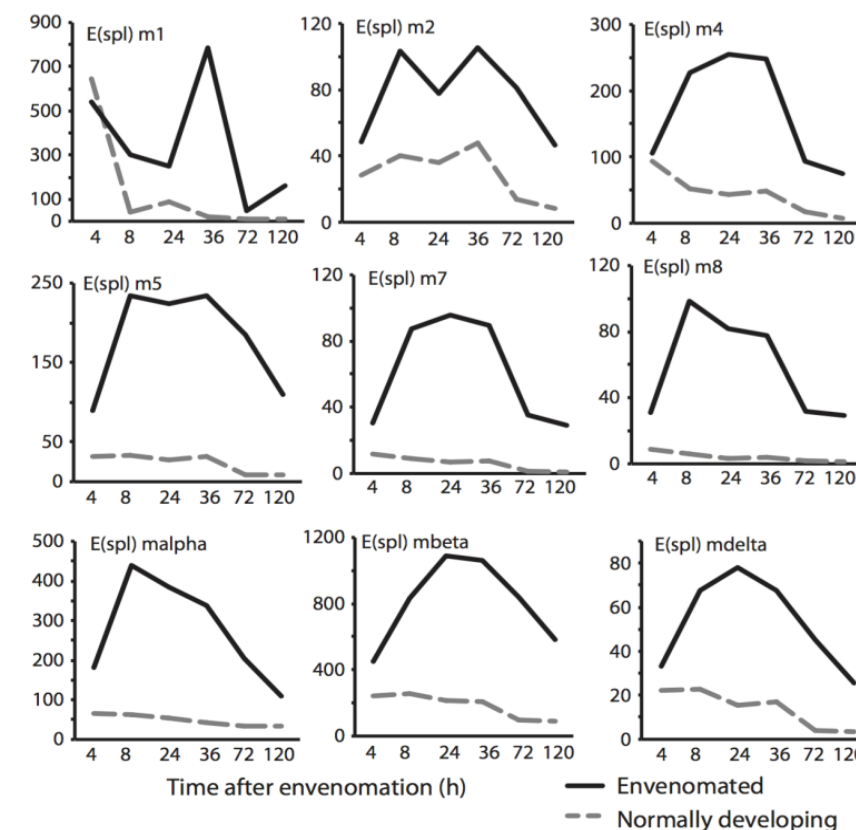 E(spl) m1
900
700
500
300
100
0
4 8 24 36 72 120
E(spl) m2
120
80
40
0
4 8 24 36 72 120
E(spl) m4
300
200
100
0
4 8 24 36 72 120
E(spl) m5
250
150
50
0
4 8 24 36 72 120
E(spl) m7
120
80
40
0
4 8 24 36 72 120
E(spl) m8
120
80
40
0
4 8 24 36 72 120
E(spl) malpha
500
400
300
200
100
0
4 8 24 36 72 120
E(spl) mbeta
1200
800
400
0
4 8 24 36 72 120
E(spl) mdelta
80
60
40
20
0
4 8 24 36 72 120
Time after envenomation (h)
Envenomated
Normally developing